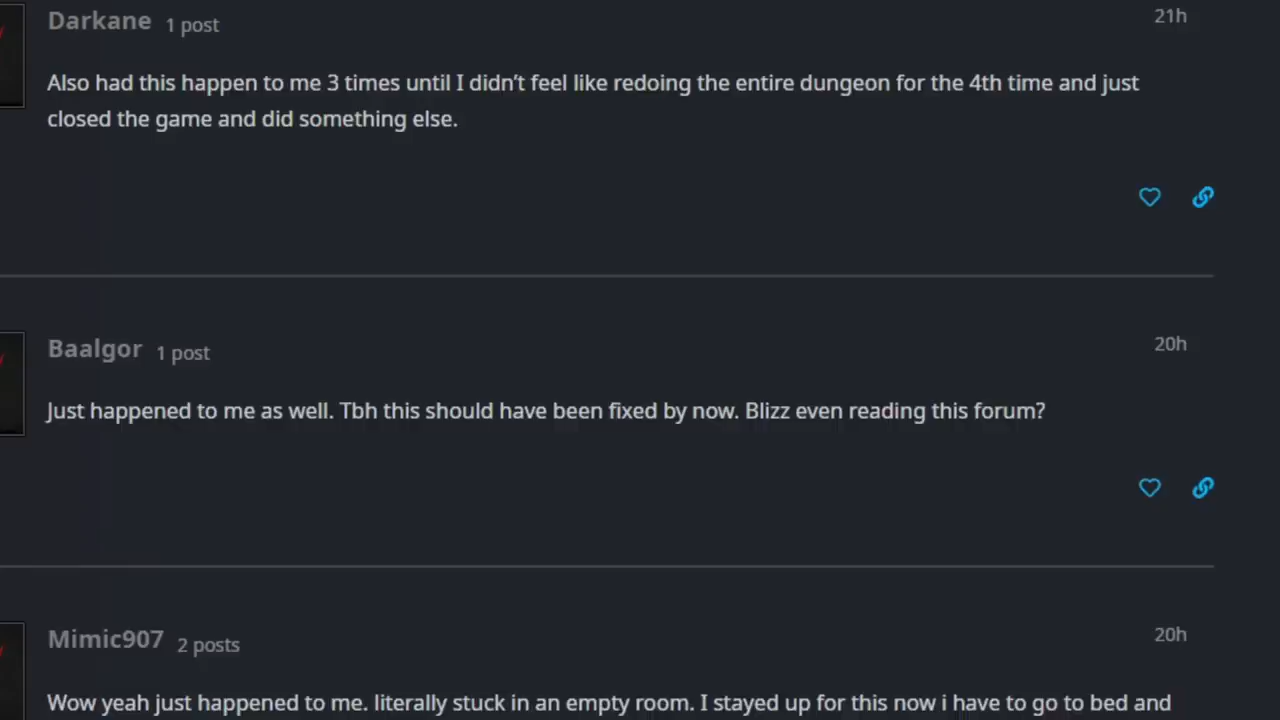 Darkane 1 post 21h
Also had this happen to me 3 times until I didn’t feel like redoing the entire dungeon for the 4th time and just
closed the game and did something else.
Baalgor 1 post 20h
Just happened to me as well. Tbh this should have been fixed by now. Blizz even reading this forum?
Mimic907 2 posts 20h
Wow yeah just happened to me. literally stuck in an empty room. I stayed up for this now i have to go to bed and